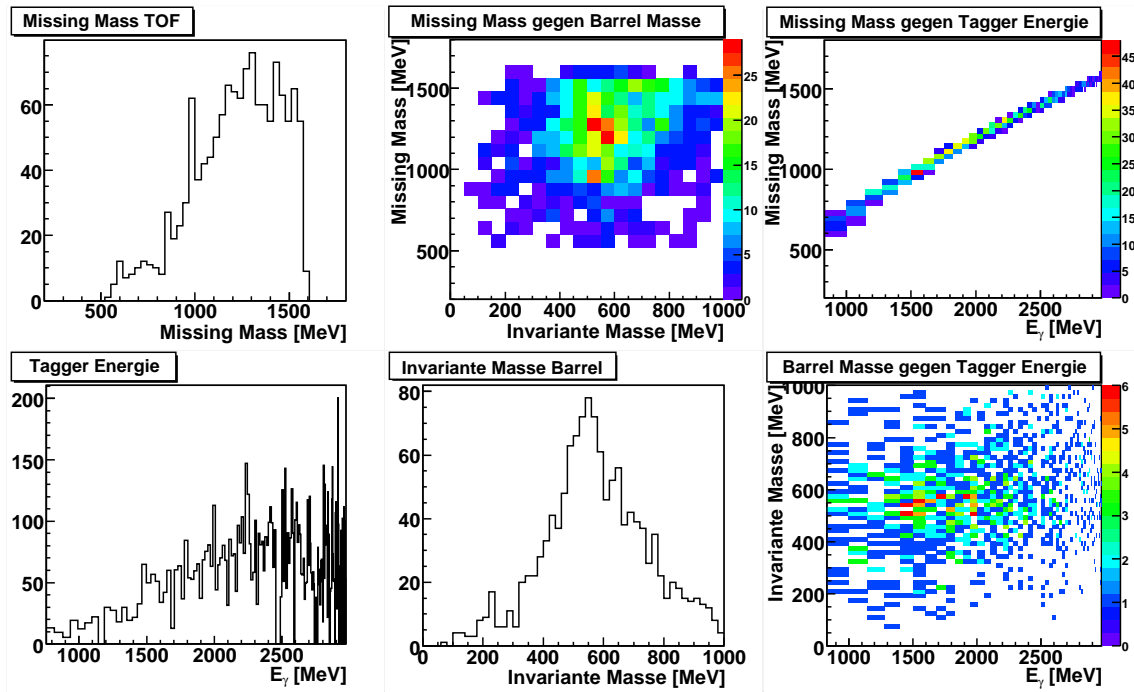 Missing Mass TOF
60
40
20
0
500 1000 1500
Missing Mass [MeV]
Missing Mass gegen Barrel Masse
Missing Mass [MeV]
1500
1000
500
0 200 400 600 800 1000
Invariante Masse [MeV]
25
20
15
10
5
0
Missing Mass gegen Tagger Energie
Missing Mass [MeV]
1500
1000
500
1000 1500 2000 2500
E_γ [MeV]
45
40
35
30
25
20
15
10
5
0
Tagger Energie
200
150
100
50
0
1000 1500 2000 2500
E_γ [MeV]
Invariante Masse Barrel
80
60
40
20
0
0 200 400 600 800 1000
Invariante Masse [MeV]
Barrel Masse gegen Tagger Energie
Invariante Masse [MeV]
1000
800
600
400
200
0
1000 1500 2000 2500
E_γ [MeV]
6
5
4
3
2
1
0